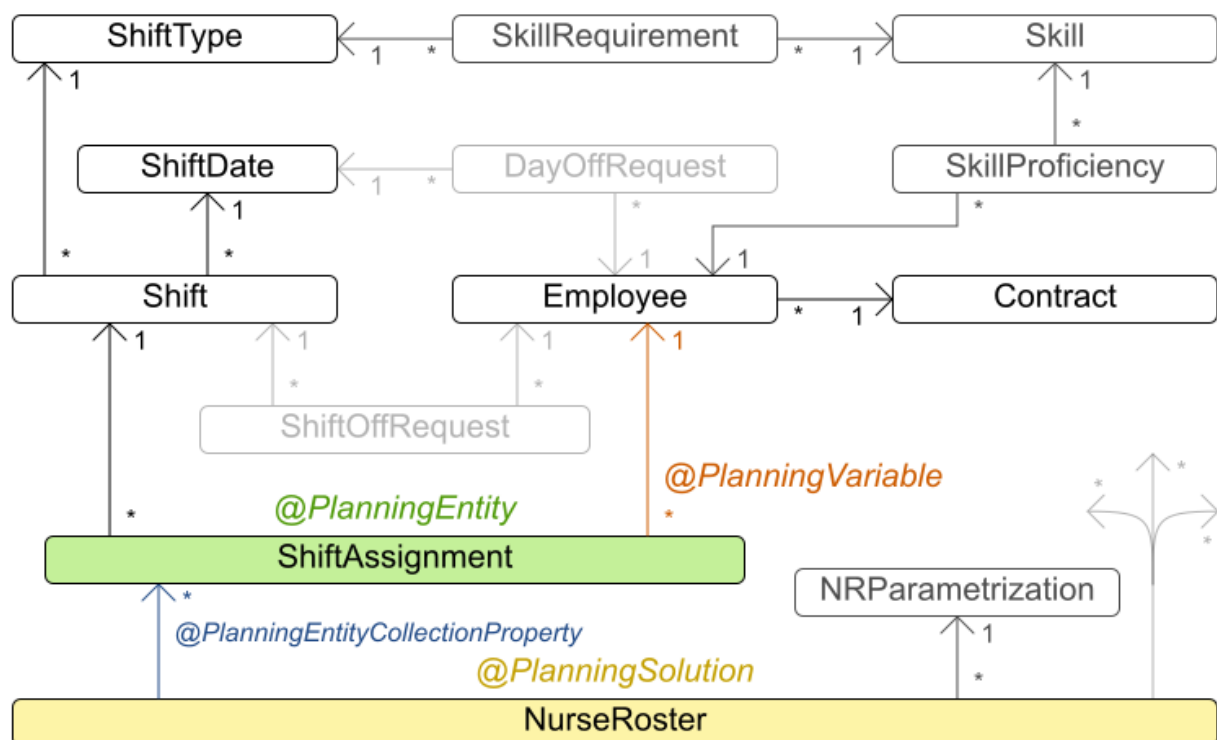 ShiftType
1
*
SkillRequirement
*
1
Skill
1
1
*
ShiftDate
1
*
DayOffRequest
SkillProficiency
1
*
*
*
*
1
1
Shift
Employee
*
1
Contract
1
1
1
1
*
*
ShiftOffRequest
@PlanningVariable
*
*
*
@PlanningEntity
*
*
ShiftAssignment
*
@PlanningEntityCollectionProperty
NRParametrization
1
@PlanningSolution
*
NurseRoster